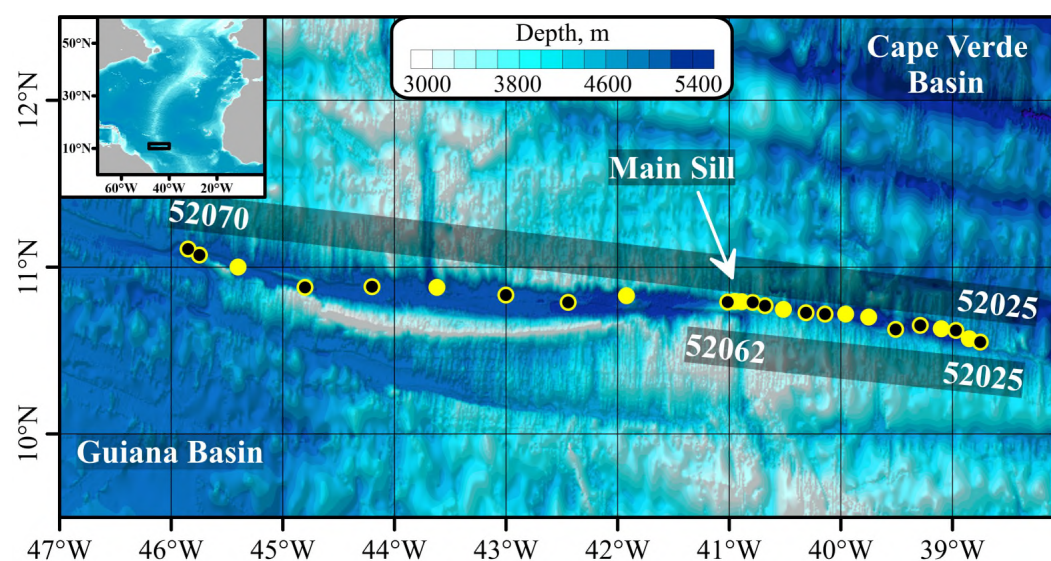 Depth, m
3000 3800 4600 5400
Cape Verde
Basin
50°N
30°N
10°N
60°W 40°W 20°W
12°N
Main Sill
52070
11°N
52025
52062
52025
10°N
Guiana Basin
47°W 46°W 45°W 44°W 43°W 42°W 41°W 40°W 39°W